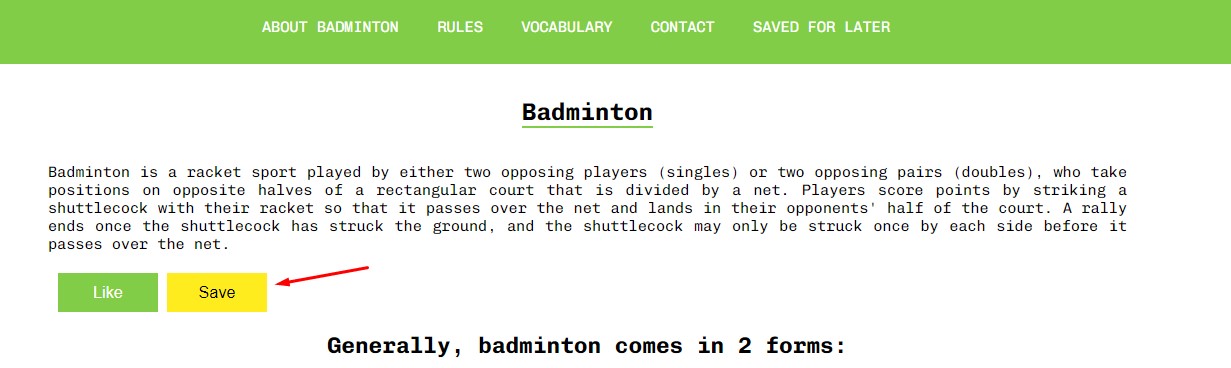 ABOUT BADMINTON RULES VOCABULARY CONTACT SAVED FOR LATER
Badminton
Badminton is a racket sport played by either two opposing players (singles) or two opposing pairs (doubles), who take
positions on opposite halves of a rectangular court that is divided by a net. Players score points by striking a
shuttlecock with their racket so that it passes over the net and lands in their opponents' half of the court. A rally
ends once the shuttlecock has struck the ground, and the shuttlecock may only be struck once by each side before it
passes over the net.
Like Save
Generally, badminton comes in 2 forms: